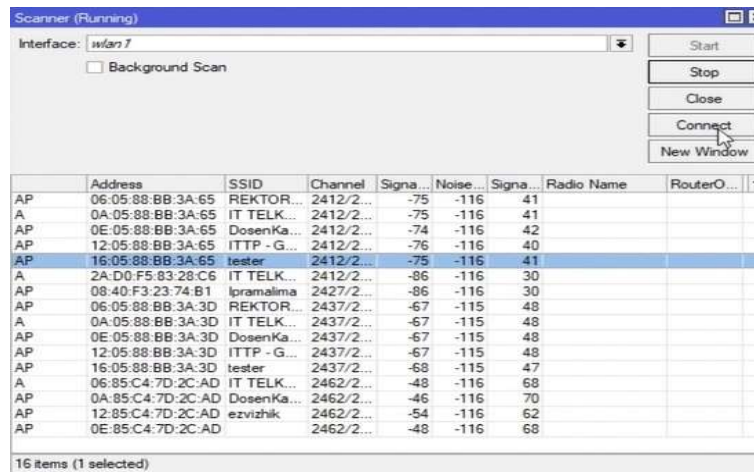 Scanner (Running)
Interface: wlan1
Start
Background Scan
Stop
Close
Connect
New Window
Address SSID Channel Signa... Noise... Signa... Radio Name RouterO...
AP 06:05:88:BB:3A:65 REKTOR... 2412/2... -75 -116 41
A 0A:05:88:BB:3A:65 IT TELK... 2412/2... -75 -116 41
AP 0E:05:88:BB:3A:65 DosenKa... 2412/2... -74 -116 42
AP 12:05:88:BB:3A:65 ITTP - G... 2412/2... -76 -116 40
AP 16:05:88:BB:3A:65 tester 2412/2... -75 -116 41
A 2A:D0:F5:83:28:C6 IT TELK... 2412/2... -86 -116 30
AP 08:40:F3:23:74:B1 Ipramalima 2427/2... -86 -116 30
AP 06:05:88:BB:3A:3D REKTOR... 2437/2... -67 -115 48
A 0A:05:88:BB:3A:3D IT TELK... 2437/2... -67 -115 48
AP 0E:05:88:BB:3A:3D DosenKa... 2437/2... -67 -115 48
AP 12:05:88:BB:3A:3D ITTP - G... 2437/2... -67 -115 48
AP 16:05:88:BB:3A:3D tester 2437/2... -68 -115 47
A 06:85:C4:7D:2C:AD IT TELK... 2462/2... -48 -116 68
AP 0A:85:C4:7D:2C:AD DosenKa... 2462/2... -46 -116 70
AP 12:85:C4:7D:2C:AD ezvizhik 2462/2... -54 -116 62
AP 0E:85:C4:7D:2C:AD 2462/2... -48 -116 68
16 items (1 selected)